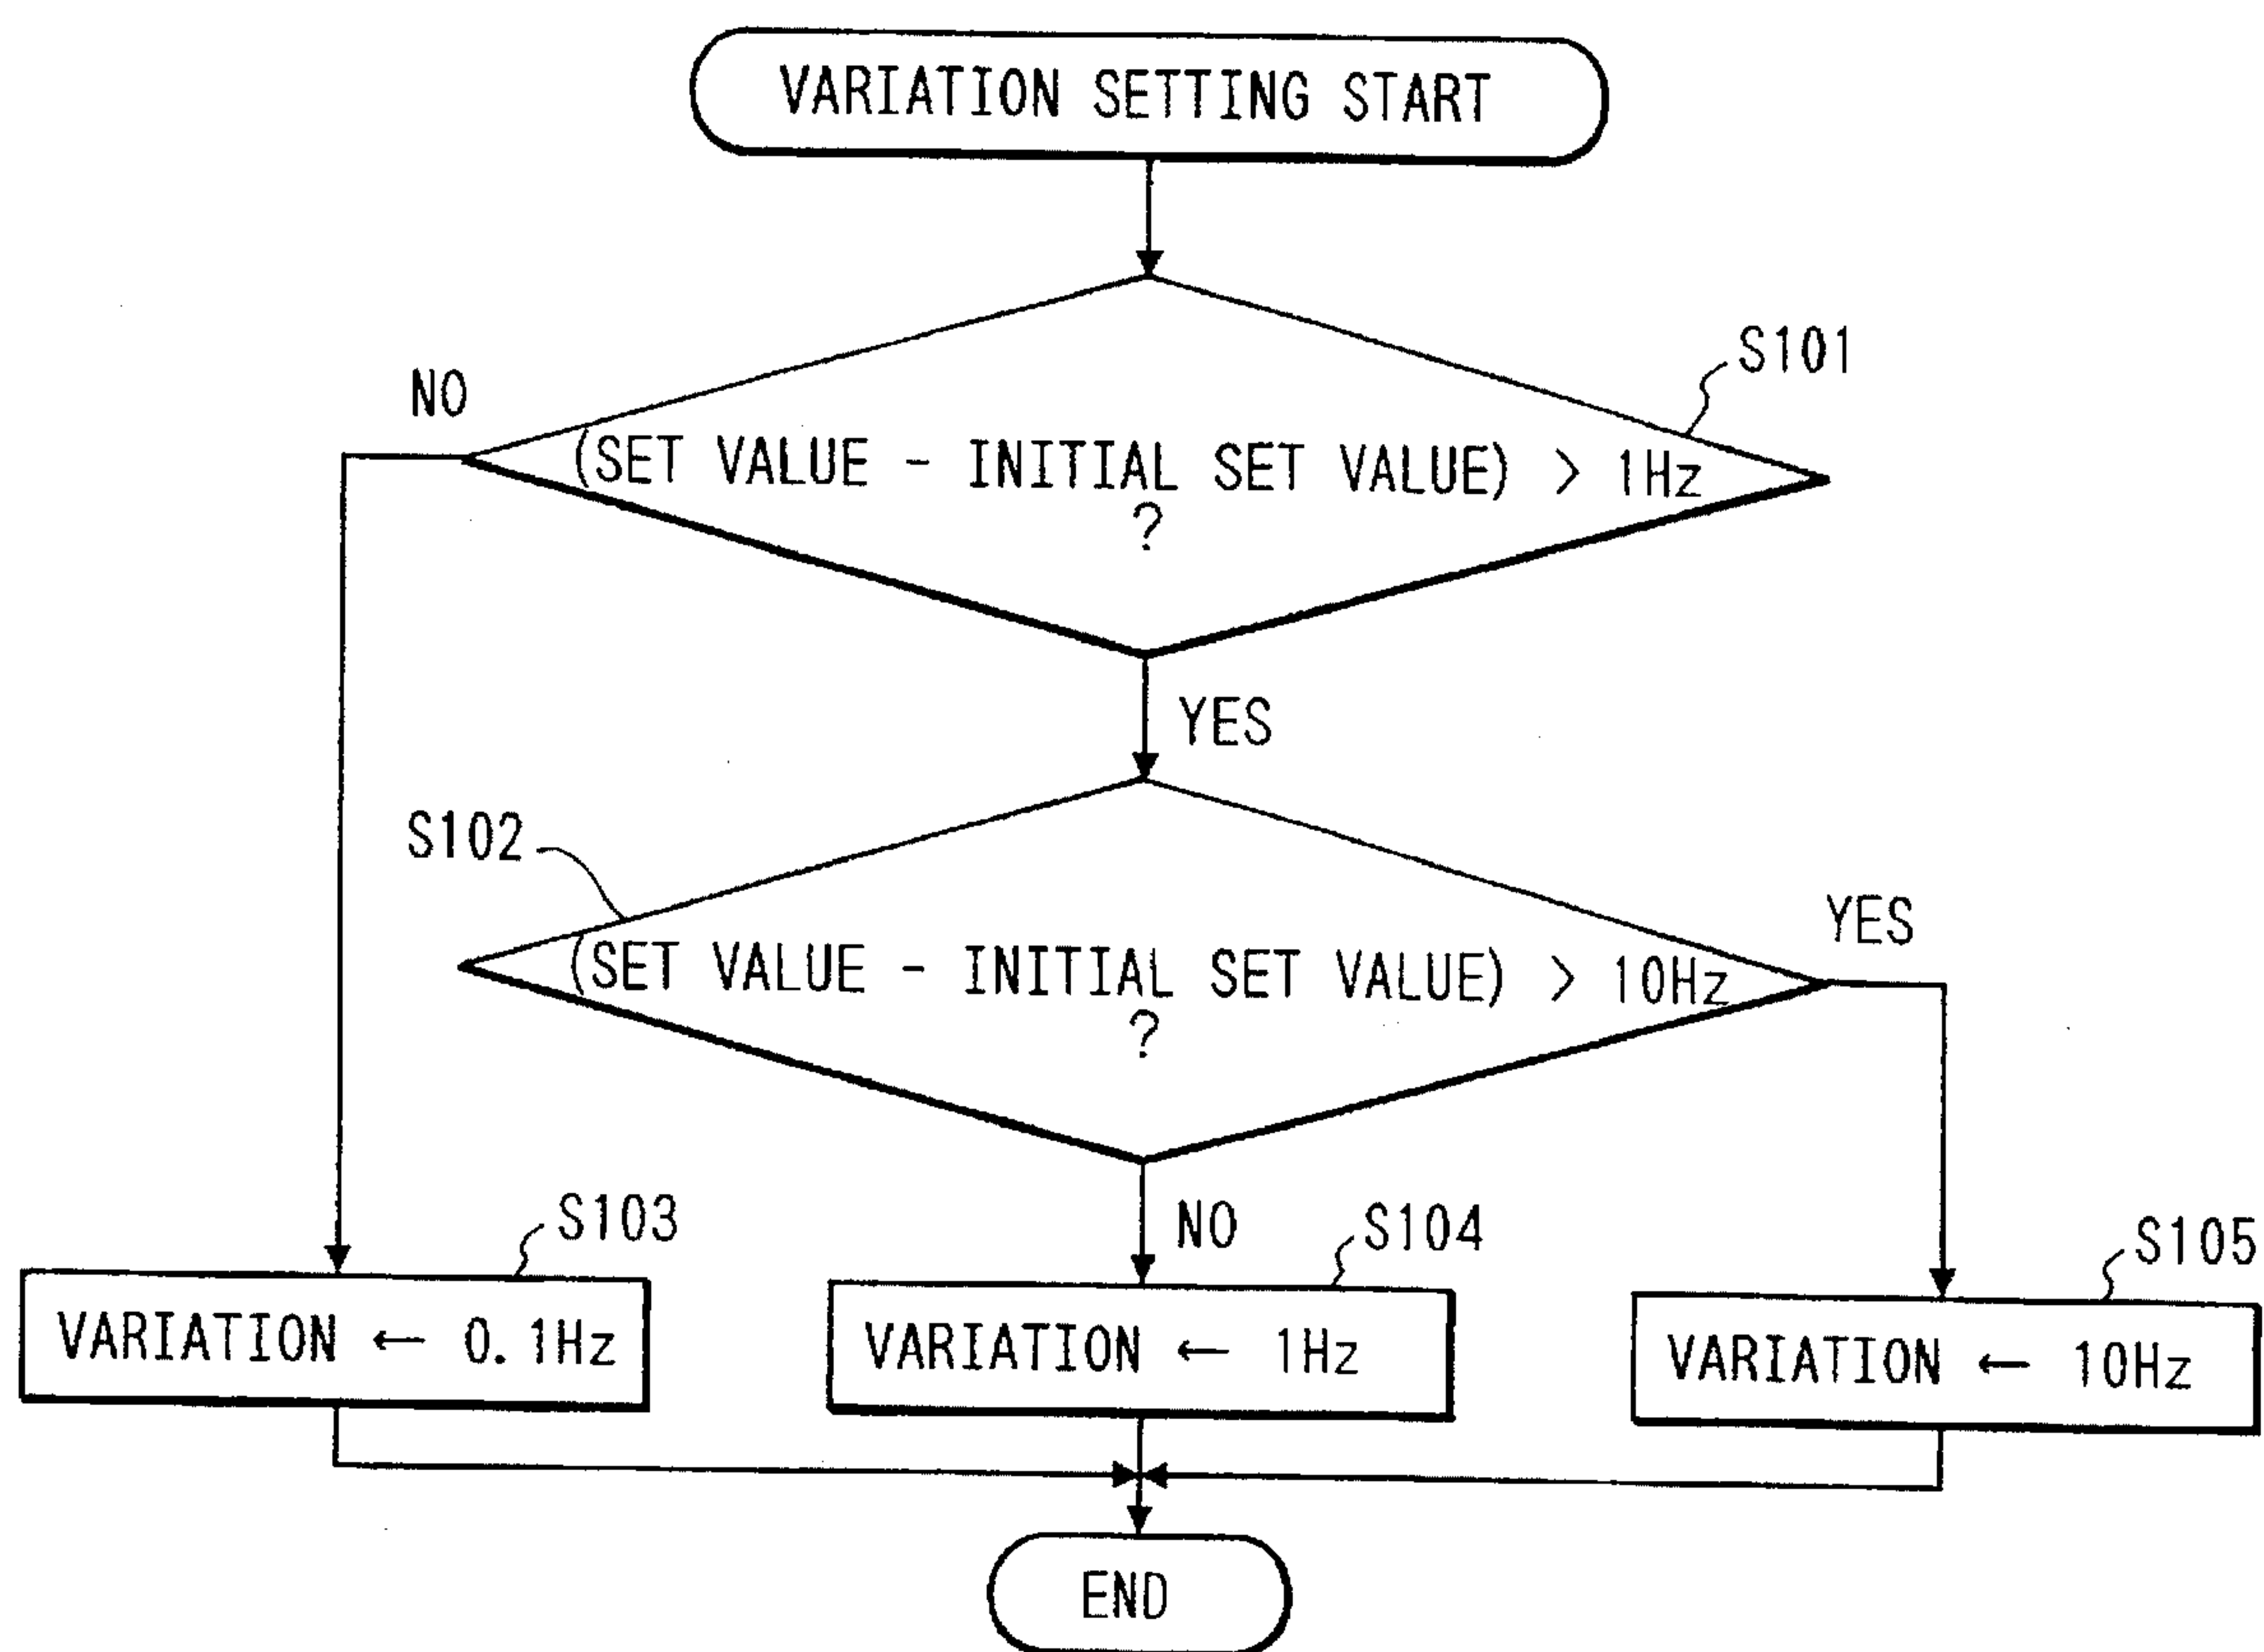 VARIATION SETTING START
S101
NO
(SET VALUE - INITIAL SET VALUE) > 1Hz
?
YES
S102
YES
(SET VALUE - INITIAL SET VALUE) > 10Hz
?
S103
NO
S104
S105
VARIATION ← 0.1Hz
VARIATION ← 1Hz
VARIATION ← 10Hz
END